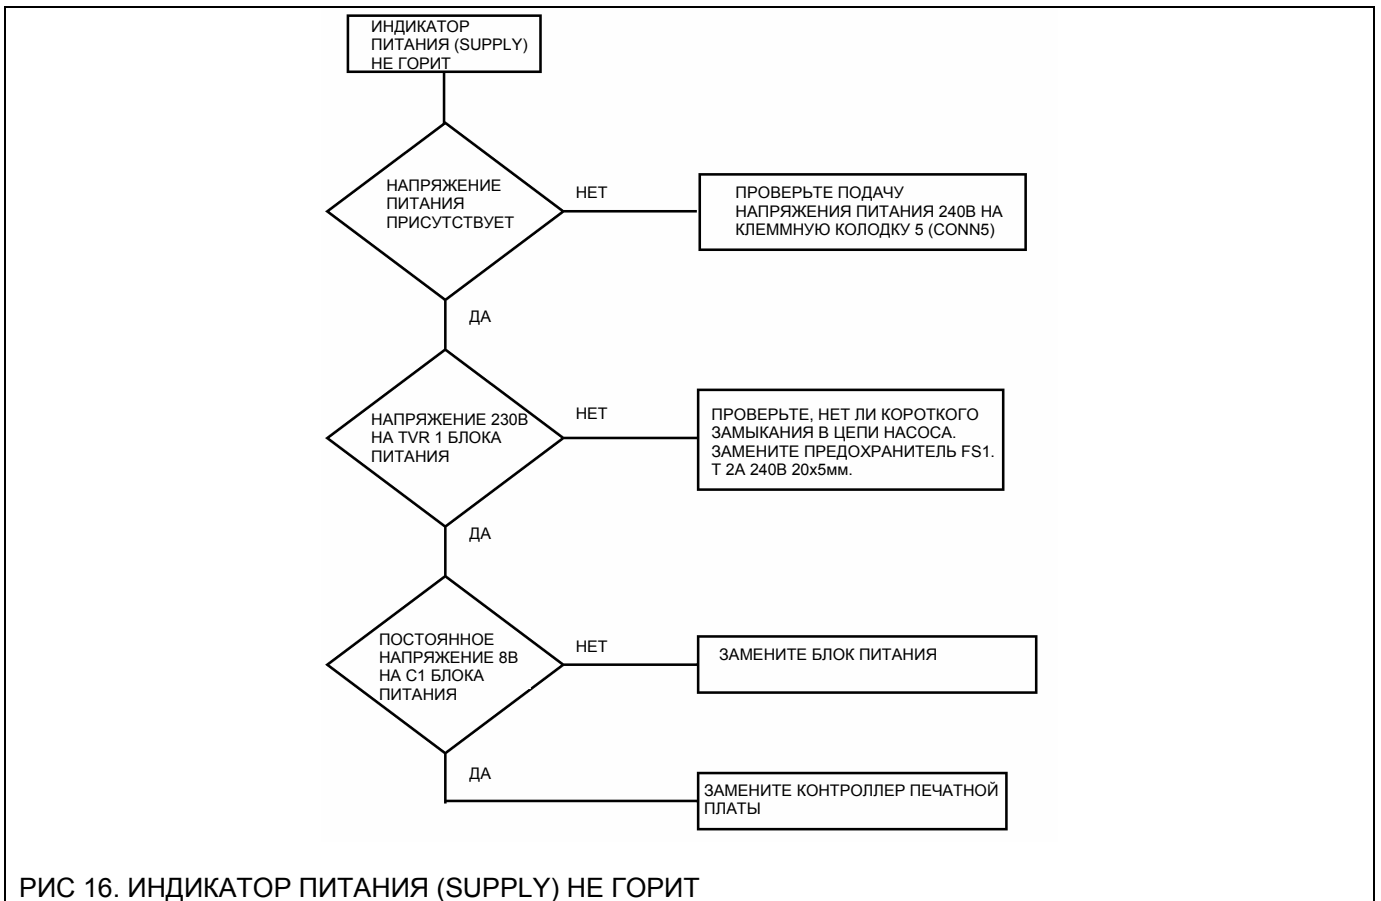 ИНДИКАТОР
ПИТАНИЯ (SUPPLY)
НЕ ГОРИТ
НАПРЯЖЕНИЕ
ПИТАНИЯ
ПРИСУТСТВУЕТ
НЕТ
ПРОВЕРЬТЕ ПОДАЧУ
НАПРЯЖЕНИЯ ПИТАНИЯ 240В НА
КЛЕММНУЮ КОЛОДКУ 5 (CONN5)
ДА
НАПРЯЖЕНИЕ 230В
НА TVR 1 БЛОКА
ПИТАНИЯ
НЕТ
ПРОВЕРЬТЕ, НЕТ ЛИ КОРОТКОГО
ЗАМЫКАНИЯ В ЦЕПИ НАСОСА.
ЗАМЕНИТЕ ПРЕДОХРАНИТЕЛЬ FS1.
Т 2А 240В 20х5мм.
ДА
ПОСТОЯННОЕ
НАПРЯЖЕНИЕ 8В
НА С1 БЛОКА
ПИТАНИЯ
НЕТ
ЗАМЕНИТЕ БЛОК ПИТАНИЯ
ДА
ЗАМЕНИТЕ КОНТРОЛЛЕР ПЕЧАТНОЙ
ПЛАТЫ
РИС 16. ИНДИКАТОР ПИТАНИЯ (SUPPLY) НЕ ГОРИТ